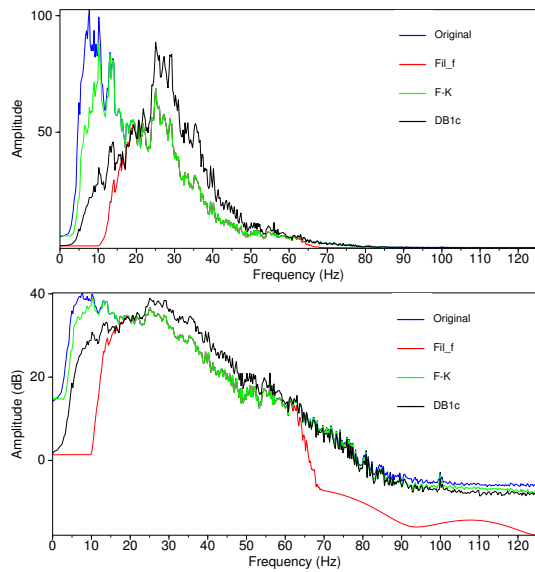 100
50
Amplitude
Original
Fil_f
F-K
DB1c
0 10 20 30 40 50 60 70 80 90 100 110 120
Frequency (Hz)
40
20
0
Amplitude (dB)
Original
Fil_f
F-K
DB1c
0 10 20 30 40 50 60 70 80 90 100 110 120
Frequency (Hz)